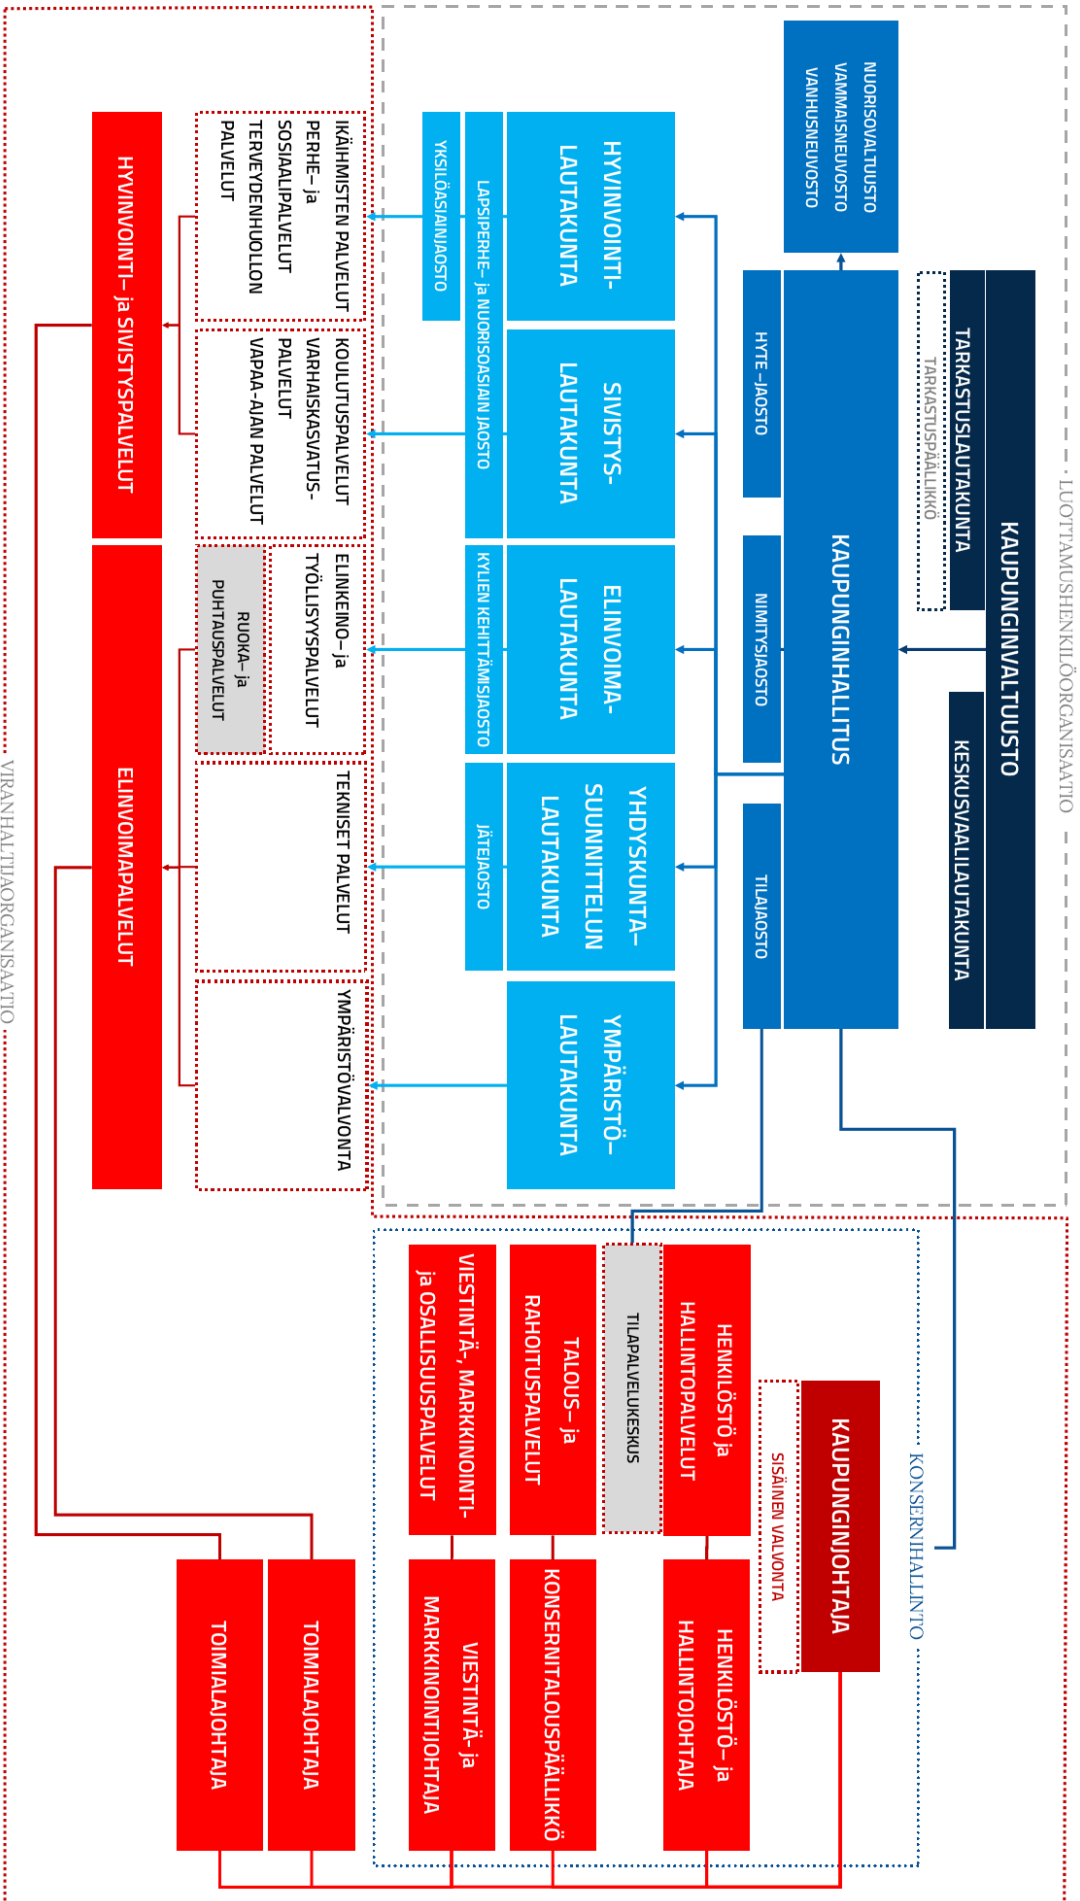 LUOTTAMUSHENKILÖORGANISAATIO
KAUPUNGINVALTUUSTO
TARKASTUSLAUTAKUNTA
KESKUSVAALILAUTAKUNTA
TARKASTUSPÄÄLLIKKÖ
NUORISOVALTUUSTO
VAMMAISNEUVOSTO
VANHUSNEUVOSTO
KAUPUNGINHALLITUS
HYTE –JAOSTO
NIMITYSJAOSTO
TILAJAOSTO
HYVINVOINTI-
LAUTAKUNTA
SIVISTYS-
LAUTAKUNTA
ELINVOIMA-
LAUTAKUNTA
YHDYSKUNTA–
SUUNNITTELUN
LAUTAKUNTA
YMPÄRISTÖ–
LAUTAKUNTA
LAPSIPERHE– ja NUORISOASIAIN JAOSTO
KYLIEN KEHITTÄMISJAOSTO
JÄTEJAOSTO
YKSILÖASIAINJAOSTO
IKÄIHMISTEN PALVELUT
PERHE– ja
SOSIAALIPALVELUT
TERVEYDENHUOLLON
PALVELUT
KOULUTUSPALVELUT
VARHAISKASVATUS-
PALVELUT
VAPAA-AJAN PALVELUT
ELINKEINO– ja
TYÖLLISYYSPALVELUT
RUOKA– ja
PUHTAUSPALVELUT
TEKNISET PALVELUT
YMPÄRISTÖVALVONTA
HYVINVOINTI– ja SIVISTYSPALVELUT
ELINVOIMAPALVELUT
VIRANHALTIJAORGANISAATIO
KONSERNIHALLINTO
KAUPUNGINJOHTAJA
SISÄINEN VALVONTA
HENKILÖSTÖ ja
HALLINTOPALVELUT
HENKILÖSTÖ– ja
HALLINTOJOHTAJA
TILAPALVELUKESKUS
TALOUS– ja
RAHOITUSPALVELUT
KONSERNITALOUSPÄÄLLIKKÖ
VIESTINTÄ-, MARKKINOINTI-
ja OSALLISUUSPALVELUT
VIESTINTÄ- ja
MARKKINOINTIJOHTAJA
TOIMIALAJOHTAJA
TOIMIALAJOHTAJA